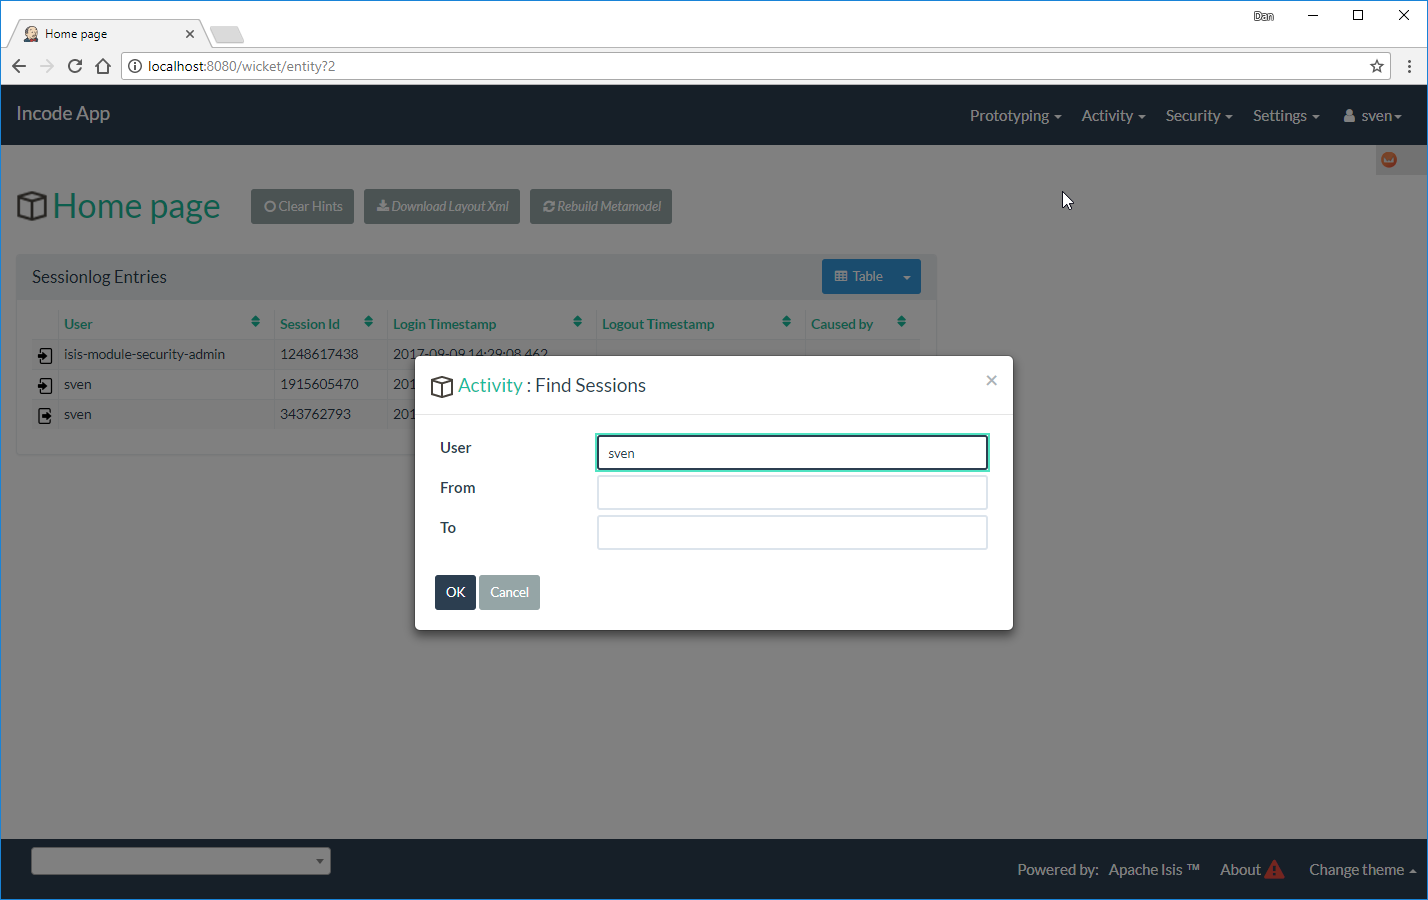 Dan
Home page
localhost:8080/wicket/entity?2
Incode App
Prototyping Activity Security Settings sven
Home page Clear Hints Download Layout Xml Rebuild Metamodel
Sessionlog Entries Table
User Session Id Login Timestamp Logout Timestamp Caused by
isis-module-security-admin 1248617438 2017-09-09 14:29:08.462
sven 1915605470 201
sven 343762793 201
Activity : Find Sessions ×
User sven
From
To
OK Cancel
Powered by: Apache Isis ™ About Change theme